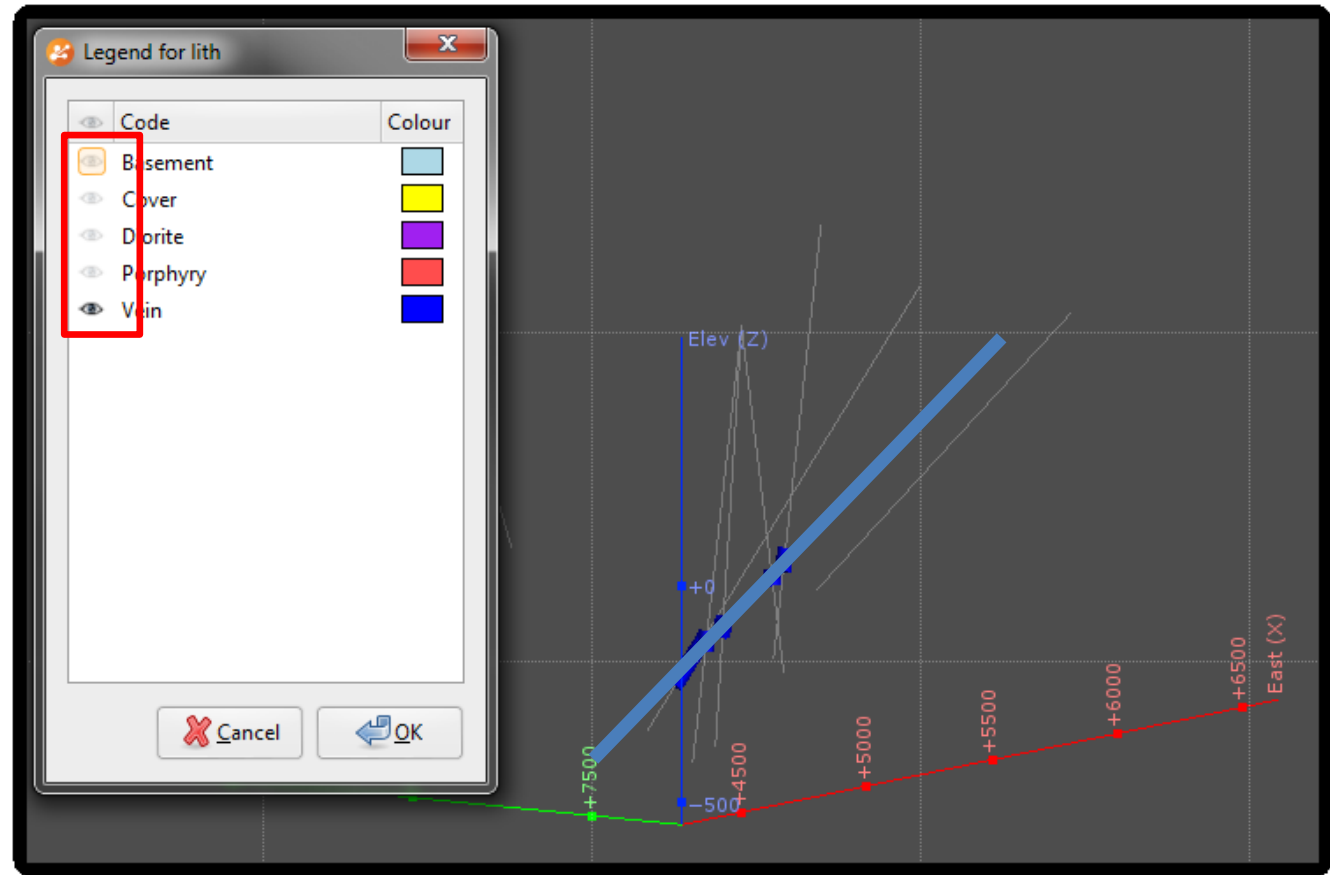 Legend for lith
Code Colour
Basement
Cover
Diorite
Porphyry
Vein
Cancel OK
Elev (Z)
+0
-500
+7500
+4500
+5000
+5500
+6000
+6500
East (X)